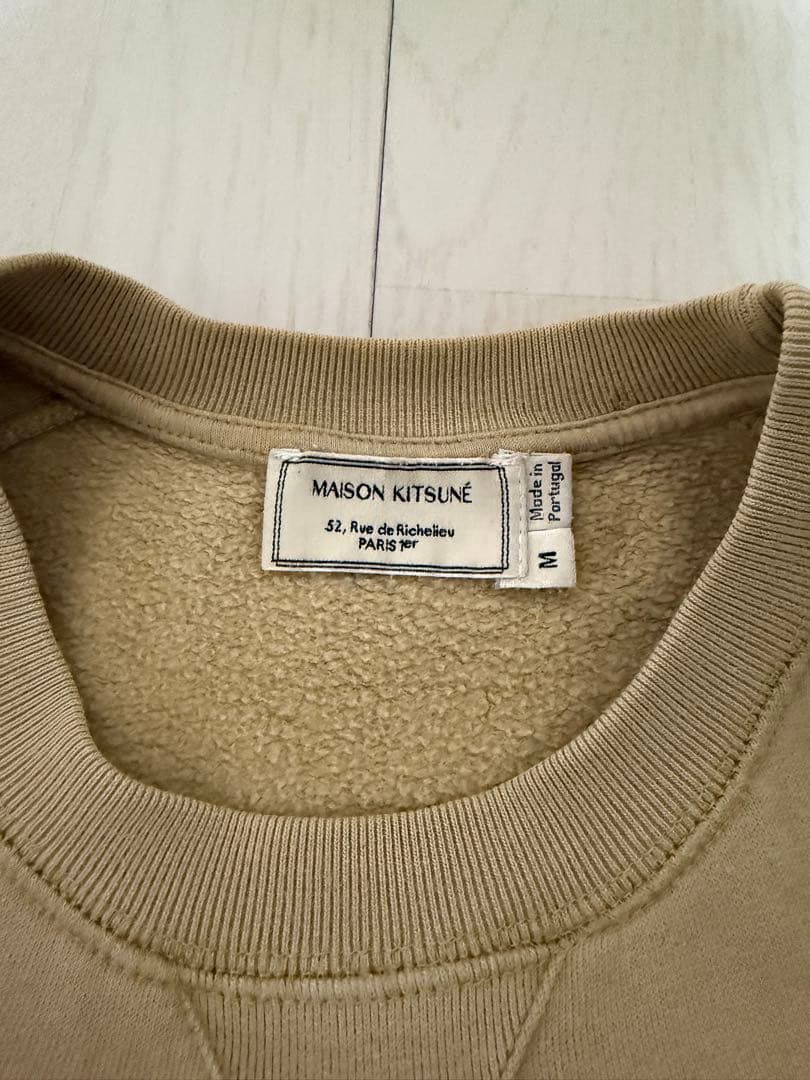 MAISON KITSUNÉ
52, Rue de Richelieu
PARIS 1er
Made in
Portugal
M